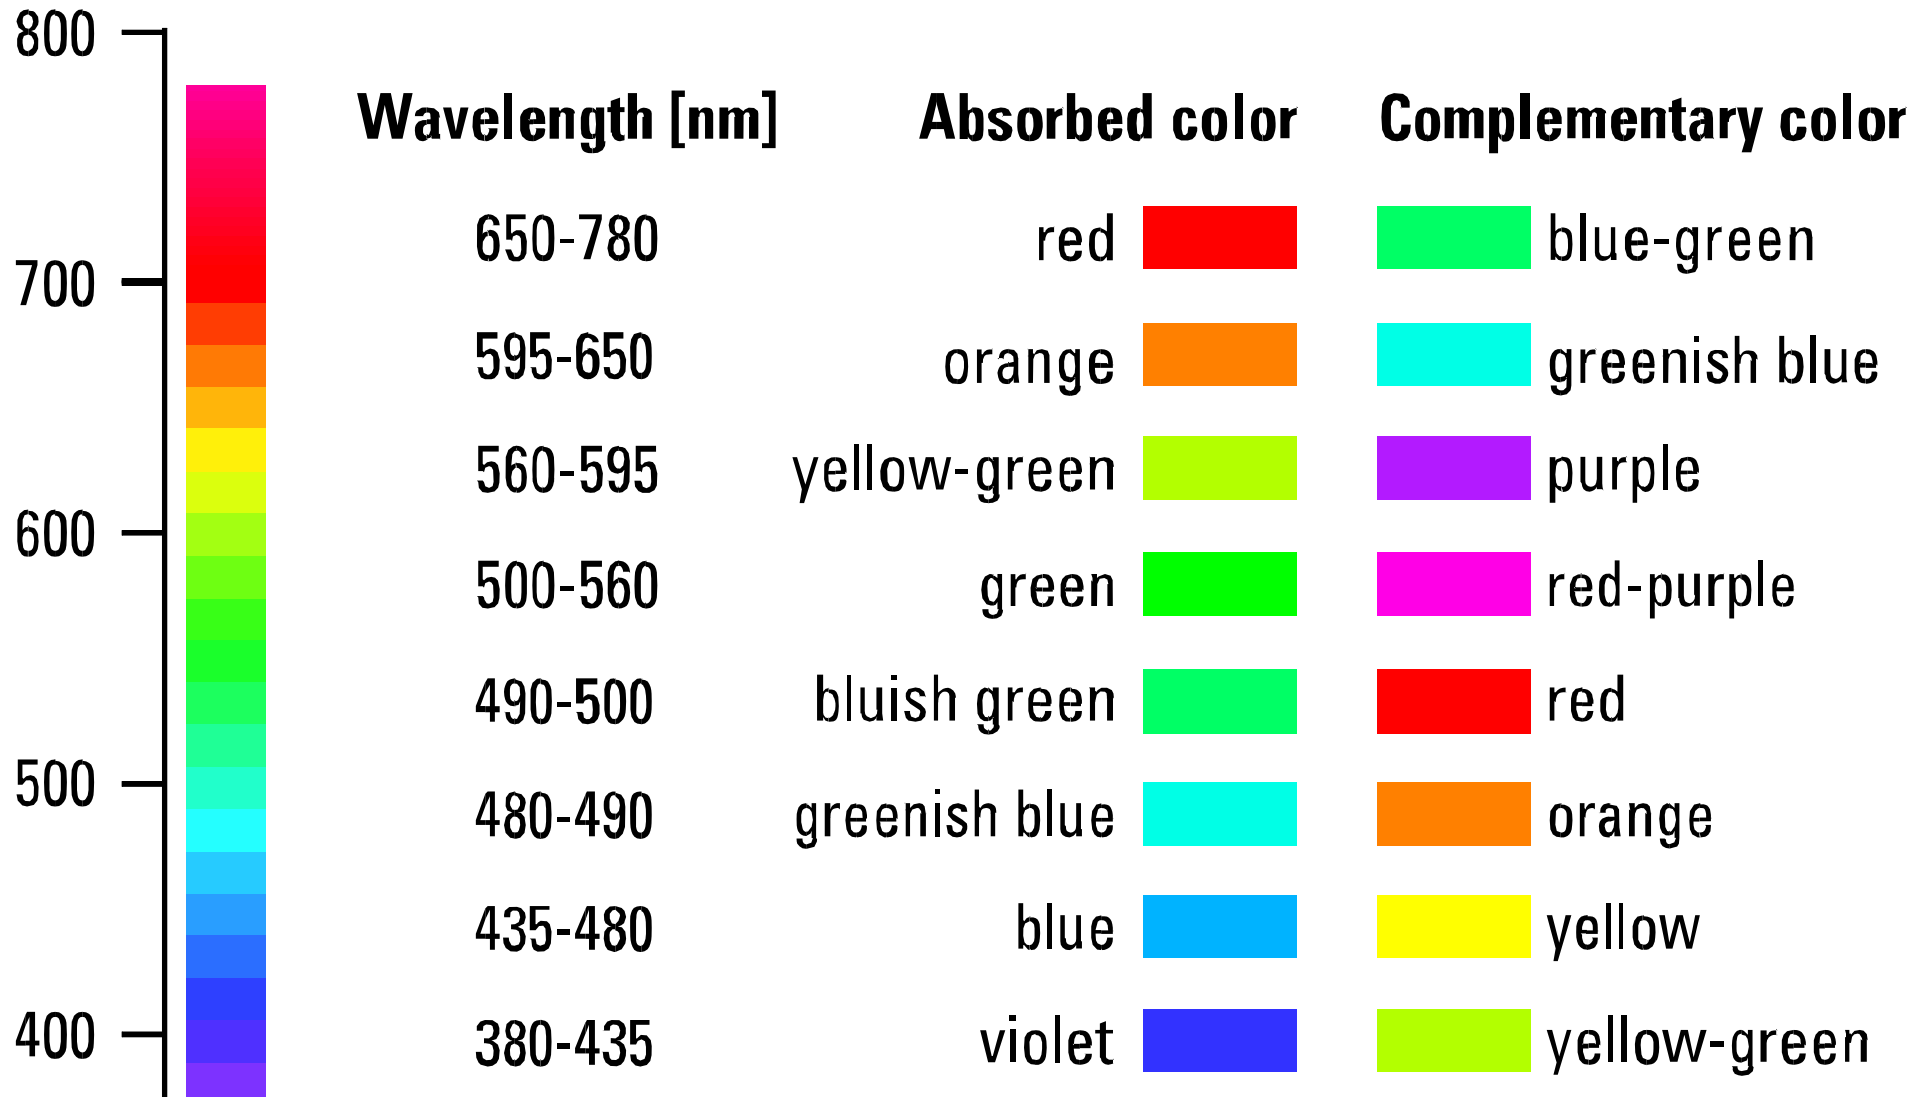 800
700
600
500
400
Wavelength [nm] Absorbed color Complementary color
650-780 red blue-green
595-650 orange greenish blue
560-595 yellow-green purple
500-560 green red-purple
490-500 bluish green red
480-490 greenish blue orange
435-480 blue yellow
380-435 violet yellow-green